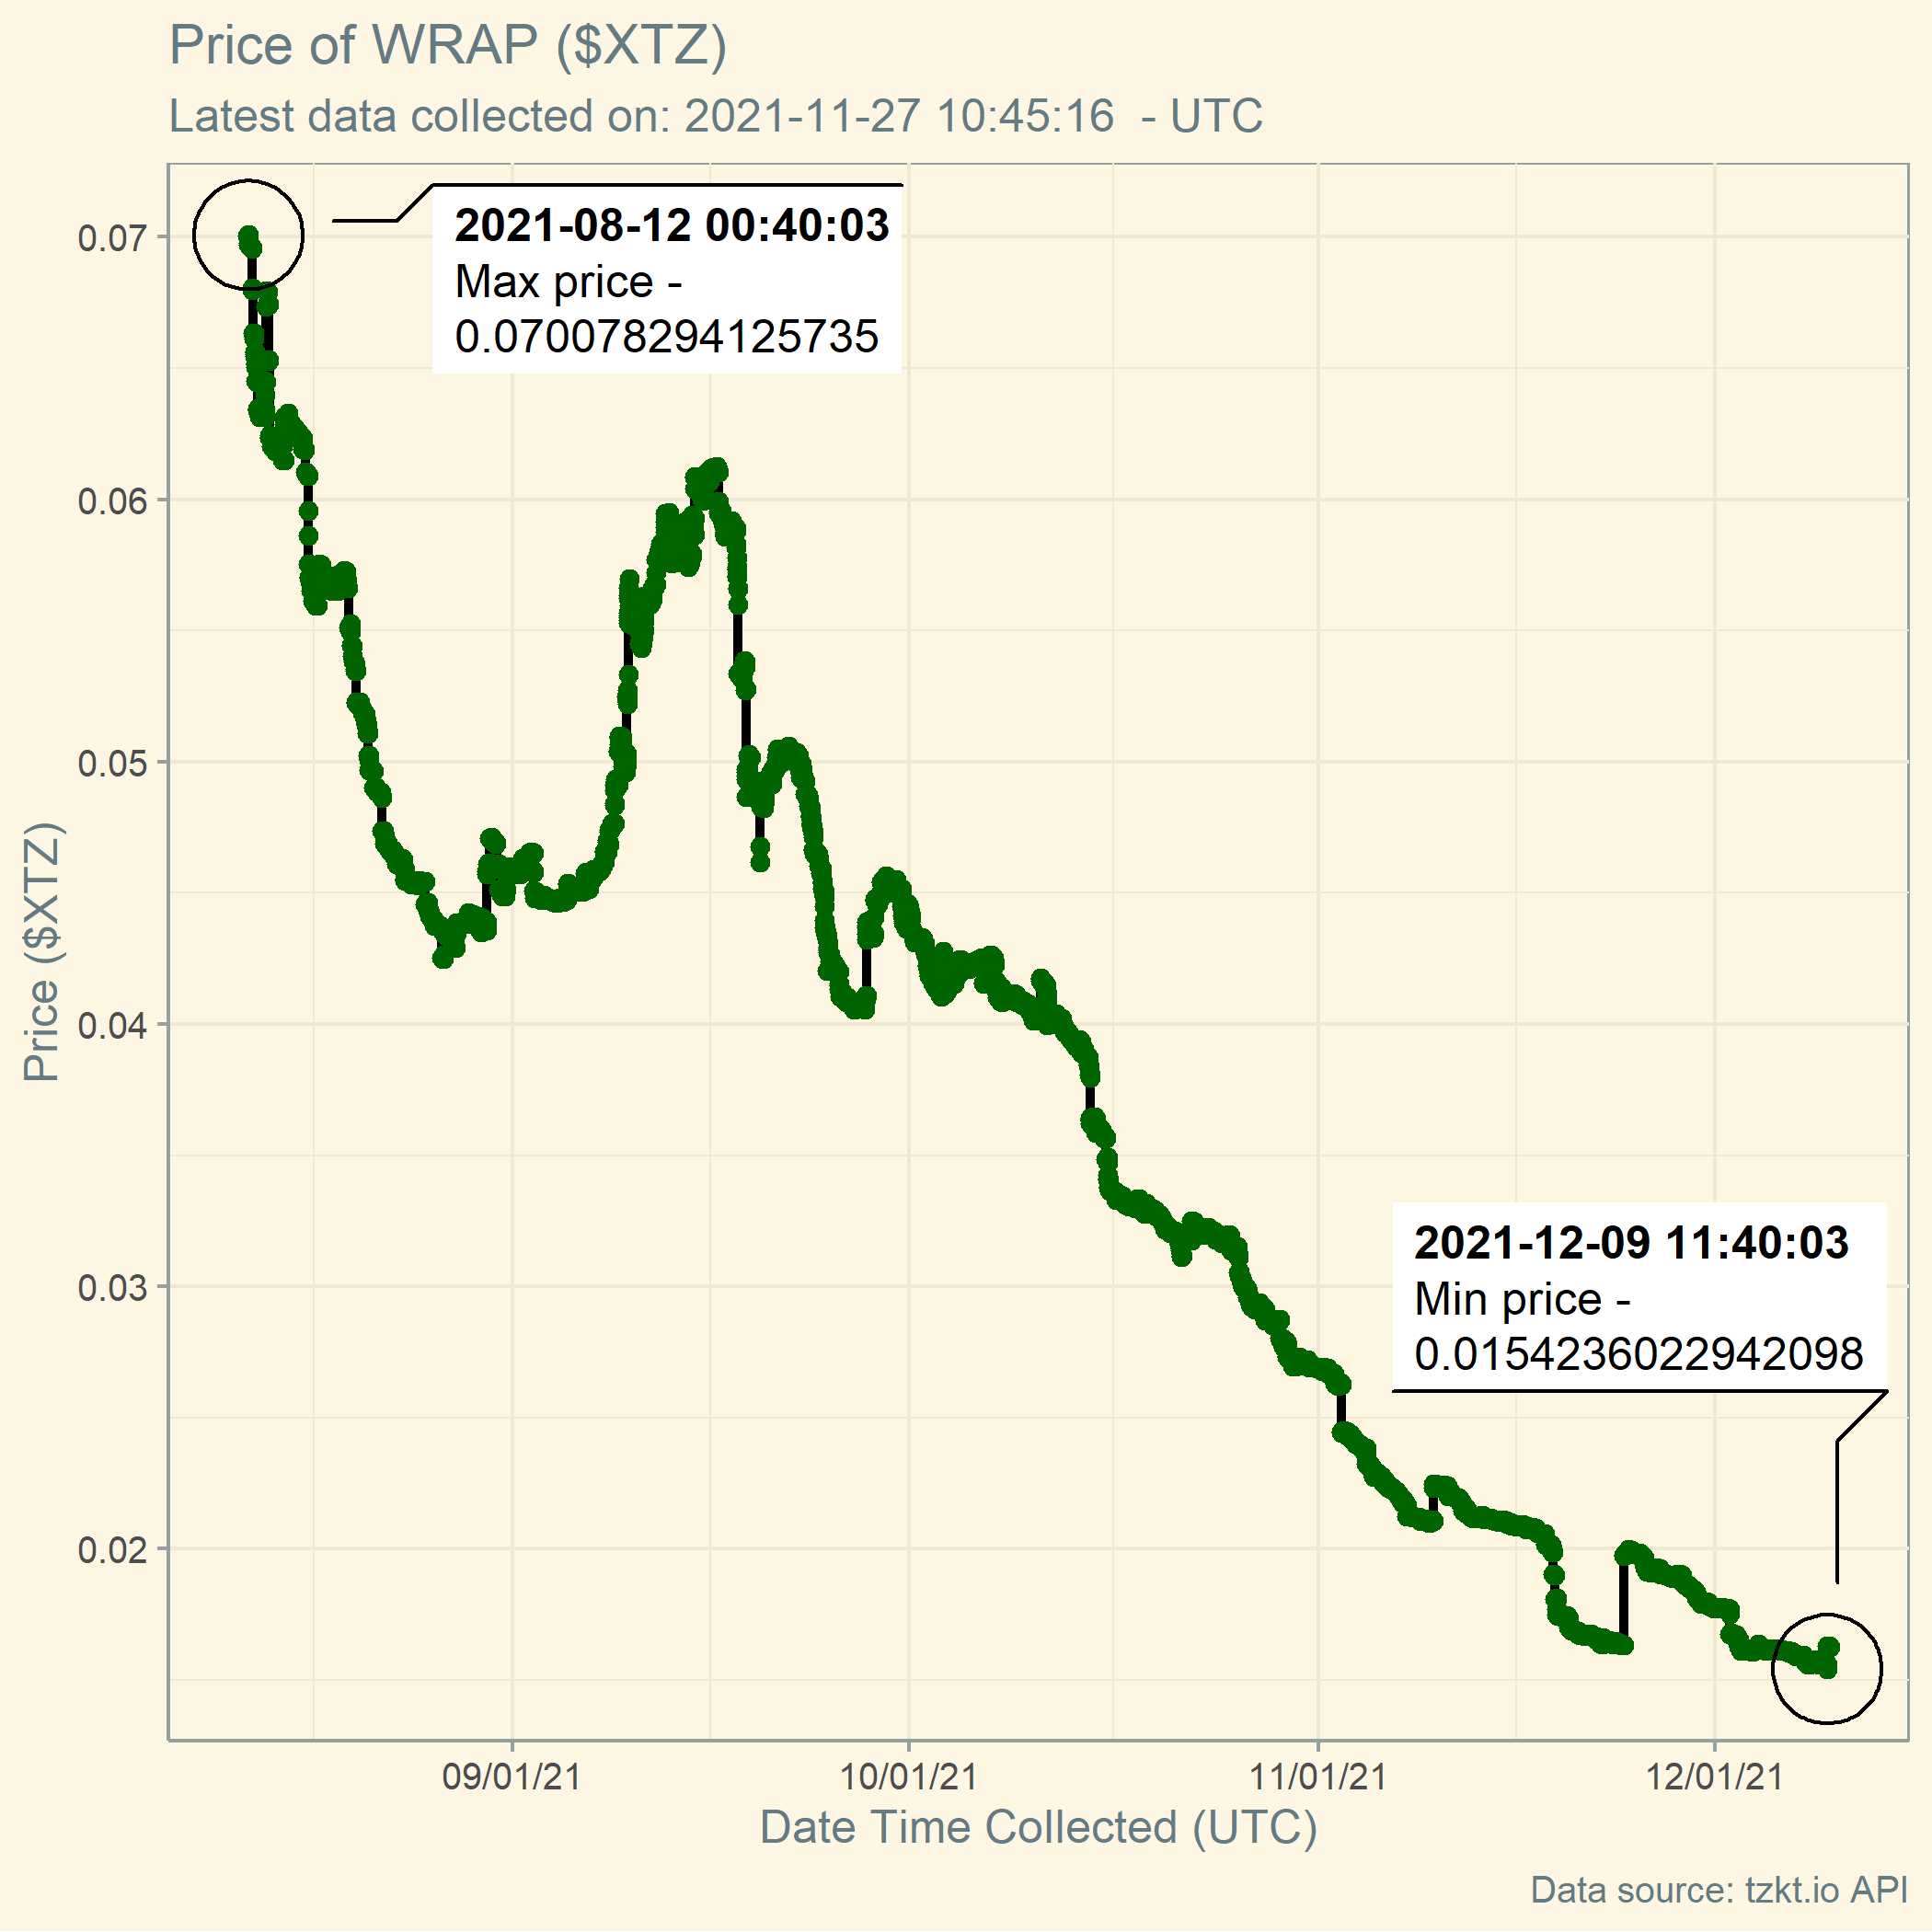 Price of WRAP ($XTZ)
Latest data collected on: 2021-11-27 10:45:16  - UTC
2021-08-12 00:40:03
Max price -
0.070078294125735
2021-12-09 11:40:03
Min price -
0.0154236022942098
Price ($XTZ)
0.07
0.06
0.05
0.04
0.03
0.02
09/01/21
10/01/21
11/01/21
12/01/21
Date Time Collected (UTC)
Data source: tzkt.io API